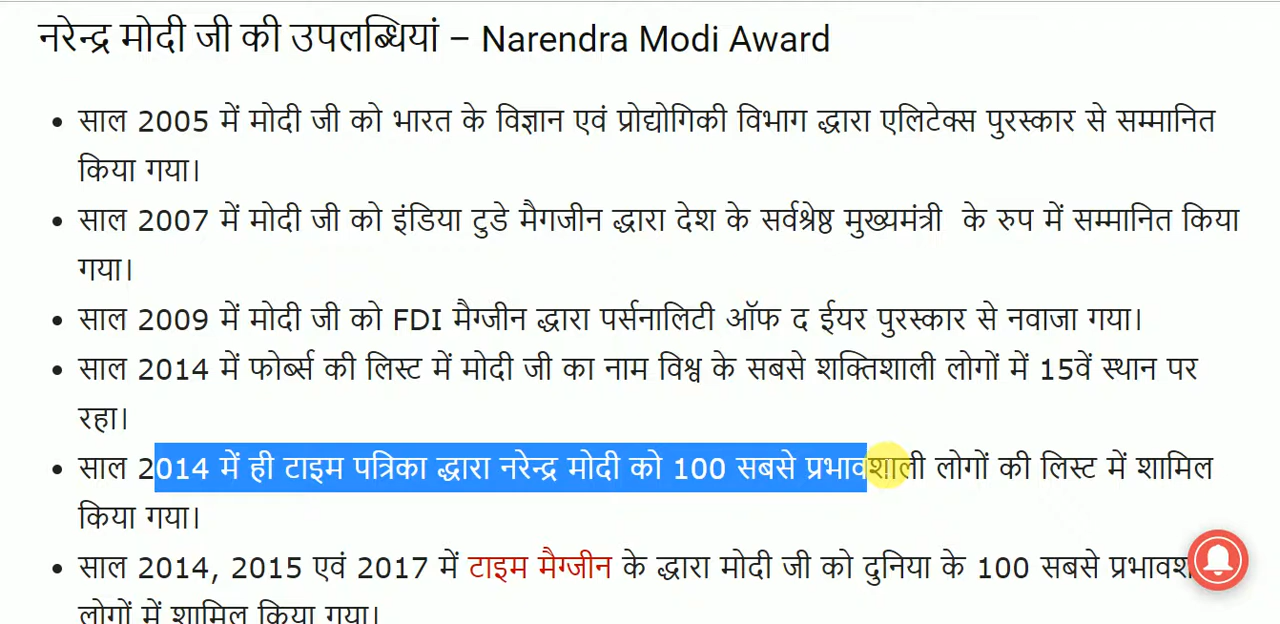 नरेन्द्र मोदी जी की उपलब्धियां – Narendra Modi Award
• साल 2005 में मोदी जी को भारत के विज्ञान एवं प्रोद्योगिकी विभाग द्धारा एलिटेक्स पुरस्कार से सम्मानित
किया गया।
• साल 2007 में मोदी जी को इंडिया टुडे मैगजीन द्धारा देश के सर्वश्रेष्ठ मुख्यमंत्री के रुप में सम्मानित किया
गया।
• साल 2009 में मोदी जी को FDI मैग्जीन द्धारा पर्सनालिटी ऑफ द ईयर पुरस्कार से नवाजा गया।
• साल 2014 में फोर्ब्स की लिस्ट में मोदी जी का नाम विश्व के सबसे शक्तिशाली लोगों में 15वें स्थान पर
रहा।
• साल 2014 में ही टाइम पत्रिका द्धारा नरेन्द्र मोदी को 100 सबसे प्रभावशाली लोगों की लिस्ट में शामिल
किया गया।
• साल 2014, 2015 एवं 2017 में टाइम मैग्जीन के द्धारा मोदी जी को दुनिया के 100 सबसे
लोगों में शामिल किया गया।